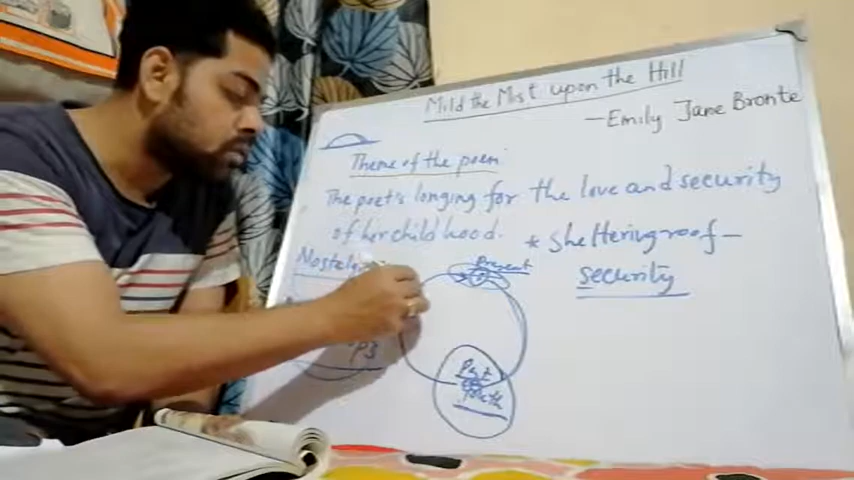 Mild the Mist upon the Hill
- Emily Jane Bronte
Theme of the poem
The poet's longing for the love and security
of her childhood.
* sheltering roof -
security
Present
Past